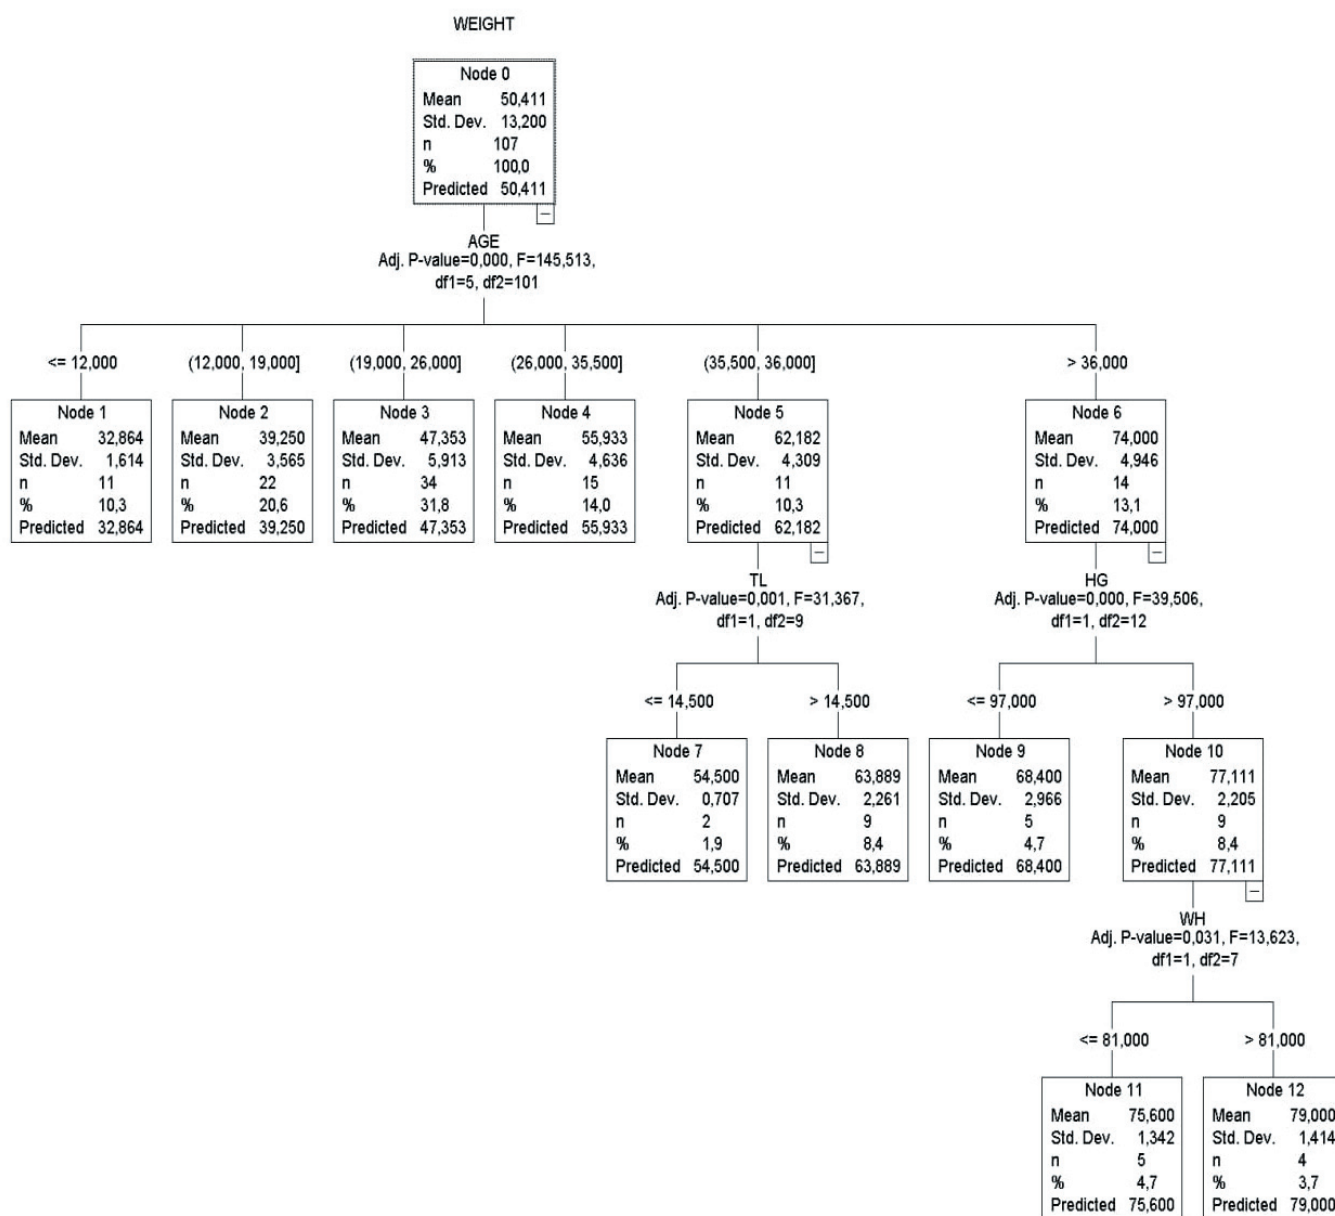 WEIGHT
Node 0
Mean 50,411
Std. Dev. 13,200
n 107
% 100,0
Predicted 50,411
AGE
Adj. P-value=0,000, F=145,513,
df1=5, df2=101
<= 12,000
(12,000, 19,000]
(19,000, 26,000]
(26,000, 35,500]
(35,500, 36,000]
> 36,000
Node 1
Mean 32,864
Std. Dev. 1,614
n 11
% 10,3
Predicted 32,864
Node 2
Mean 39,250
Std. Dev. 3,565
n 22
% 20,6
Predicted 39,250
Node 3
Mean 47,353
Std. Dev. 5,913
n 34
% 31,8
Predicted 47,353
Node 4
Mean 55,933
Std. Dev. 4,636
n 15
% 14,0
Predicted 55,933
Node 5
Mean 62,182
Std. Dev. 4,309
n 11
% 10,3
Predicted 62,182
Node 6
Mean 74,000
Std. Dev. 4,946
n 14
% 13,1
Predicted 74,000
TL
Adj. P-value=0,001, F=31,367,
df1=1, df2=9
HG
Adj. P-value=0,000, F=39,506,
df1=1, df2=12
<= 14,500
> 14,500
<= 97,000
> 97,000
Node 7
Mean 54,500
Std. Dev. 0,707
n 2
% 1,9
Predicted 54,500
Node 8
Mean 63,889
Std. Dev. 2,261
n 9
% 8,4
Predicted 63,889
Node 9
Mean 68,400
Std. Dev. 2,966
n 5
% 4,7
Predicted 68,400
Node 10
Mean 77,111
Std. Dev. 2,205
n 9
% 8,4
Predicted 77,111
WH
Adj. P-value=0,031, F=13,623,
df1=1, df2=7
<= 81,000
> 81,000
Node 11
Mean 75,600
Std. Dev. 1,342
n 5
% 4,7
Predicted 75,600
Node 12
Mean 79,000
Std. Dev. 1,414
n 4
% 3,7
Predicted 79,000